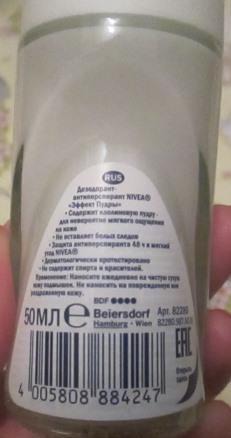 RUS
Дезодорант-
антиперспирант NIVEA®
«Эффект Пудры»
• Содержит каолиновую пудру -
для невероятно мягкого ощущения
на коже
• Не оставляет белых следов
• Защита антиперспиранта 48 ч и мягкий
уход NIVEA®
• Дерматологически протестировано
• Не содержит спирта и красителей.
Применение: Наносите ежедневно на чистую сухую
кожу подмышек. Не наносить на поврежденную или
раздраженную кожу.
BDF ●●●●
50МЛ e Beiersdorf
Hamburg • Wien
Арт. 82280
EAC
4 005808 884247